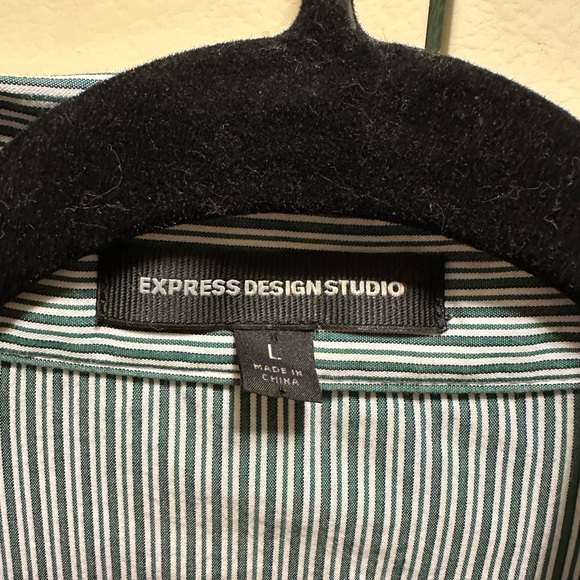 EXPRESS DESIGN STUDIO
L
MADE IN
CHINA